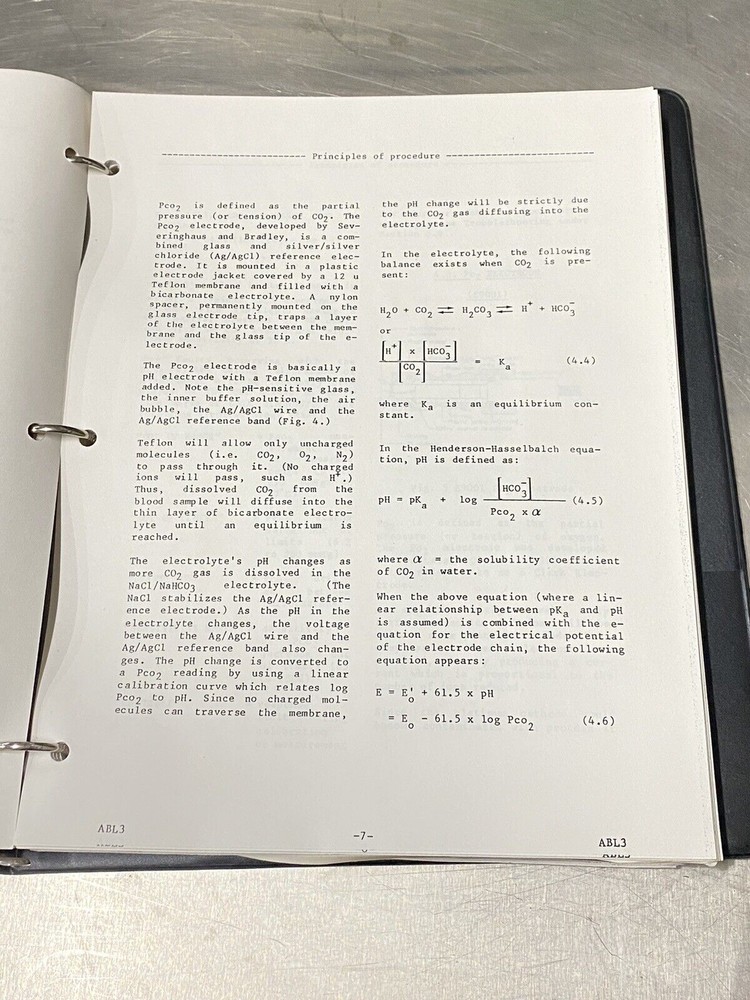 Principles of procedure
Pco2 is defined as the partial
pressure (or tension) of CO2. The
Pco2 electrode, developed by Sev-
eringhaus and Bradley, is a com-
bined glass and silver/silver
chloride (Ag/AgCl) reference elec-
trode. It is mounted in a plastic
electrode jacket covered by a 12 u
Teflon membrane and filled with a
bicarbonate electrolyte. A nylon
spacer, permanently mounted on the
glass electrode tip, traps a layer
of the electrolyte between the mem-
brane and the glass tip of the e-
lectrode.
The Pco2 electrode is basically a
pH electrode with a Teflon membrane
added. Note the pH-sensitive glass,
the inner buffer solution, the air
bubble, the Ag/AgCl wire and the
Ag/AgCl reference band (Fig. 4.)
Teflon will allow only uncharged
molecules (i.e. CO2, O2, N2)
to pass through it. (No charged
ions will pass, such as H+.)
Thus, dissolved CO2 from the
blood sample will diffuse into the
thin layer of bicarbonate electro-
lyte until an equilibrium is
reached.
The electrolyte's pH changes as
more CO2 gas is dissolved in the
NaCl/NaHCO3 electrolyte. (The
NaCl stabilizes the Ag/AgCl refer-
ence electrode.) As the pH in the
electrolyte changes, the voltage
between the Ag/AgCl wire and the
Ag/AgCl reference band also chan-
ges. The pH change is converted to
a Pco2 reading by using a linear
calibration curve which relates log
Pco2 to pH. Since no charged mol-
ecules can traverse the membrane,
the pH change will be strictly due
to the CO2 gas diffusing into the
electrolyte.
In the electrolyte, the following
balance exists when CO2 is pre-
sent:
H2O + CO2 ⇌ H2CO3 ⇌ H+ + HCO3-
or
[H+] x [HCO3-]
[CO2]
= Ka (4.4)
where Ka is an equilibrium con-
stant.
In the Henderson-Hasselbalch equa-
tion, pH is defined as:
[HCO3-]
pH = pKa + log (4.5)
Pco2 x α
where α = the solubility coefficient
of CO2 in water.
When the above equation (where a lin-
ear relationship between pKa and pH
is assumed) is combined with the e-
quation for the electrical potential
of the electrode chain, the following
equation appears:
E = E'o + 61.5 x pH
= Eo - 61.5 x log Pco2 (4.6)
ABL3
-7-
ABL3